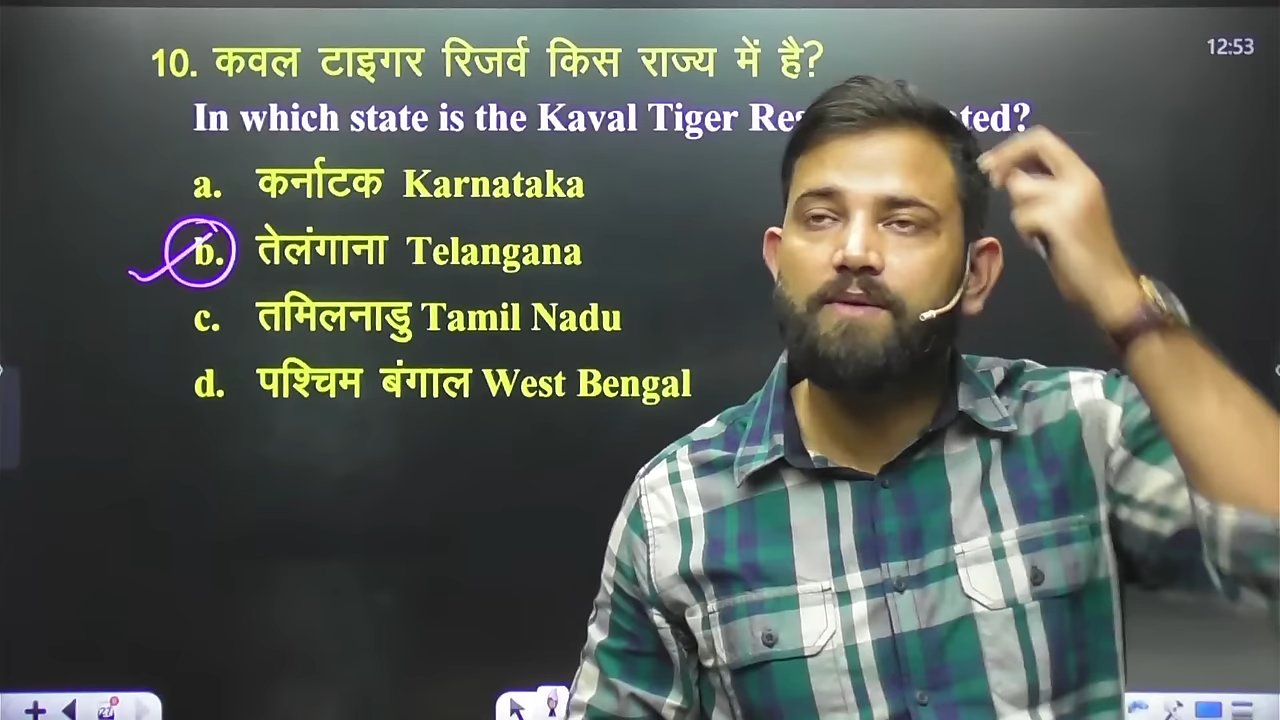 10. कवल टाइगर रिजर्व किस राज्य में है?
12:53
In which state is the Kaval Tiger
a. कर्नाटक Karnataka
b. तेलंगाना Telangana
c. तमिलनाडु Tamil Nadu
d. पश्चिम बंगाल West Bengal